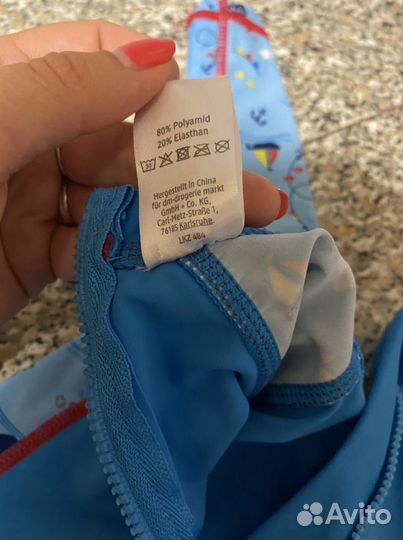 80% Polyamid
20% Elasthan
30
Hergestellt in China
für dm-drogerie markt
GmbH + Co. KG,
Carl-Metz-Straße 1,
76185 Karlsruhe.
LKZ 484
Avito